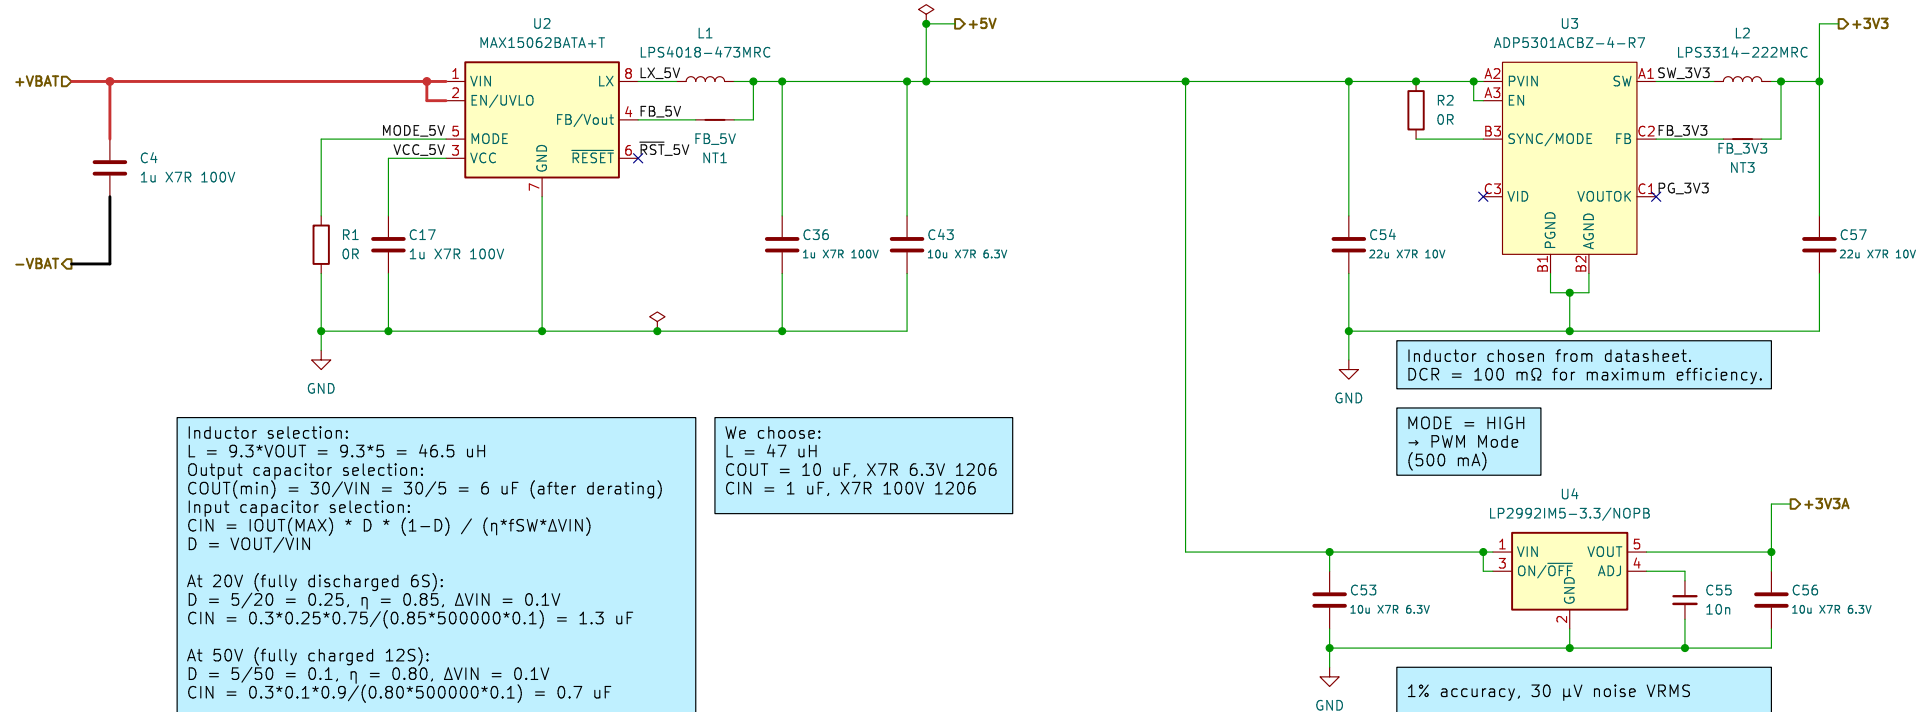 +VBAT
-VBAT
C4
1u X7R 100V
U2
MAX15062BATA+T
1
VIN
2
EN/UVLO
MODE_5V
5
MODE
VCC_5V
3
VCC
GND
7
LX
8
LX_5V
FB/Vout
4
FB_5V
RESET
6
RST_5V
L1
LPS4018-473MRC
FB_5V
NT1
R1
0R
C17
1u X7R 100V
C36
1u X7R 100V
C43
10u X7R 6.3V
GND
+5V
U3
ADP5301ACBZ-4-R7
A2
PVIN
A3
EN
B3
SYNC/MODE
C3
VID
SW
A1
SW_3V3
FB
C2
FB_3V3
VOUTOK
C1
PG_3V3
PGND
B1
AGND
B2
L2
LPS3314-222MRC
FB_3V3
NT3
R2
0R
C54
22u X7R 10V
C57
22u X7R 10V
+3V3
GND
Inductor chosen from datasheet.
DCR = 100 mΩ for maximum efficiency.
MODE = HIGH
→ PWM Mode
(500 mA)
Inductor selection:
L = 9.3*VOUT = 9.3*5 = 46.5 uH
Output capacitor selection:
COUT(min) = 30/VIN = 30/5 = 6 uF (after derating)
Input capacitor selection:
CIN = IOUT(MAX) * D * (1-D) / (η*fSW*ΔVIN)
D = VOUT/VIN
At 20V (fully discharged 6S):
D = 5/20 = 0.25, η = 0.85, ΔVIN = 0.1V
CIN = 0.3*0.25*0.75/(0.85*500000*0.1) = 1.3 uF
At 50V (fully charged 12S):
D = 5/50 = 0.1, η = 0.80, ΔVIN = 0.1V
CIN = 0.3*0.1*0.9/(0.80*500000*0.1) = 0.7 uF
We choose:
L = 47 uH
COUT = 10 uF, X7R 6.3V 1206
CIN = 1 uF, X7R 100V 1206
U4
LP2992IM5-3.3/NOPB
1
VIN
3
ON/OFF
VOUT
5
ADJ
4
GND
2
+3V3A
C53
10u X7R 6.3V
C55
10n
C56
10u X7R 6.3V
GND
1% accuracy, 30 µV noise VRMS